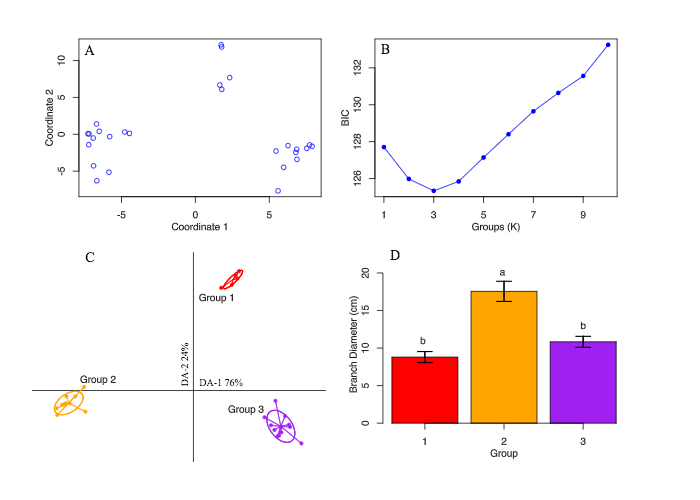 A
Coordinate 2
10
5
0
-5
-5
0
5
Coordinate 1
B
BIC
132
130
128
126
1
3
5
7
9
Groups (K)
C
Group 1
DA-2 24%
DA-1 76%
Group 2
Group 3
D
Branch Diameter (cm)
20
15
10
5
0
b
a
b
1
2
3
Group